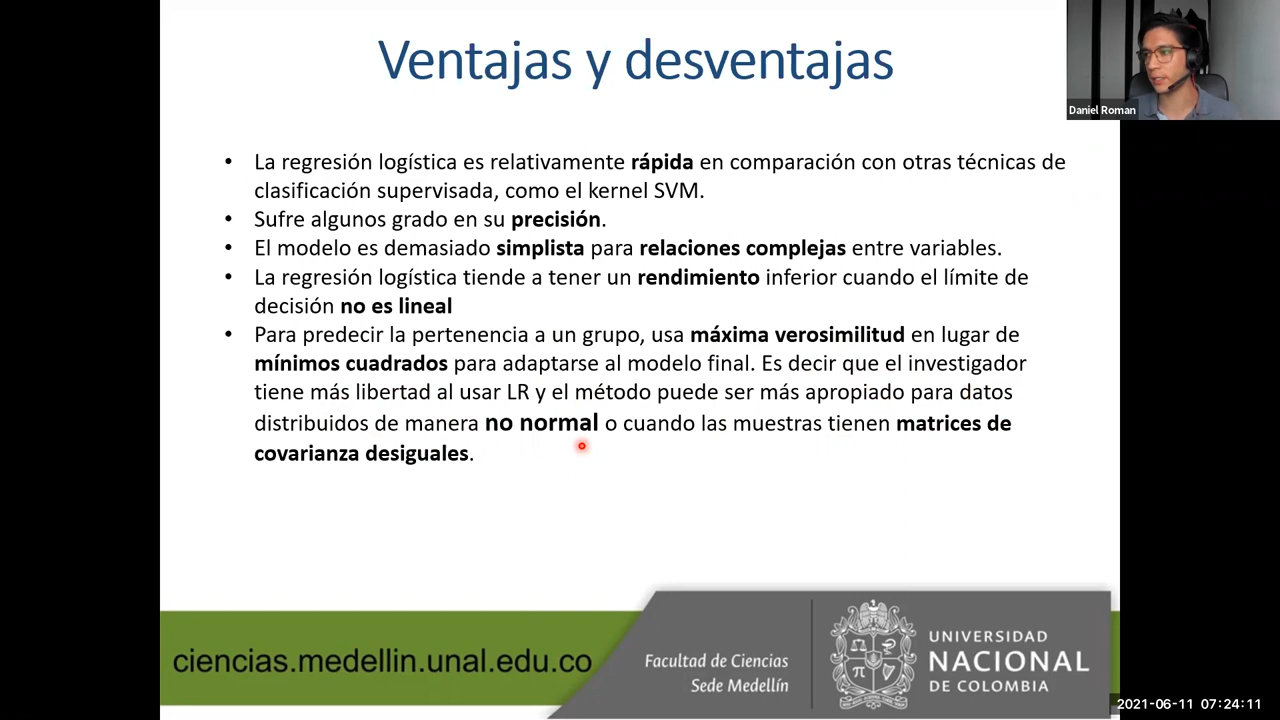 Ventajas y desventajas
Daniel Roman
• La regresión logística es relativamente rápida en comparación con otras técnicas de
clasificación supervisada, como el kernel SVM.
• Sufre algunos grado en su precisión.
• El modelo es demasiado simplista para relaciones complejas entre variables.
• La regresión logística tiende a tener un rendimiento inferior cuando el límite de
decisión no es lineal
• Para predecir la pertenencia a un grupo, usa máxima verosimilitud en lugar de
mínimos cuadrados para adaptarse al modelo final. Es decir que el investigador
tiene más libertad al usar LR y el método puede ser más apropiado para datos
distribuidos de manera no normal o cuando las muestras tienen matrices de
covarianza desiguales.
ciencias.medellin.unal.edu.co
Facultad de Ciencias
Sede Medellín
π
UNIVERSIDAD
NACIONAL
DE COLOMBIA
2021-06-11 07:24:11